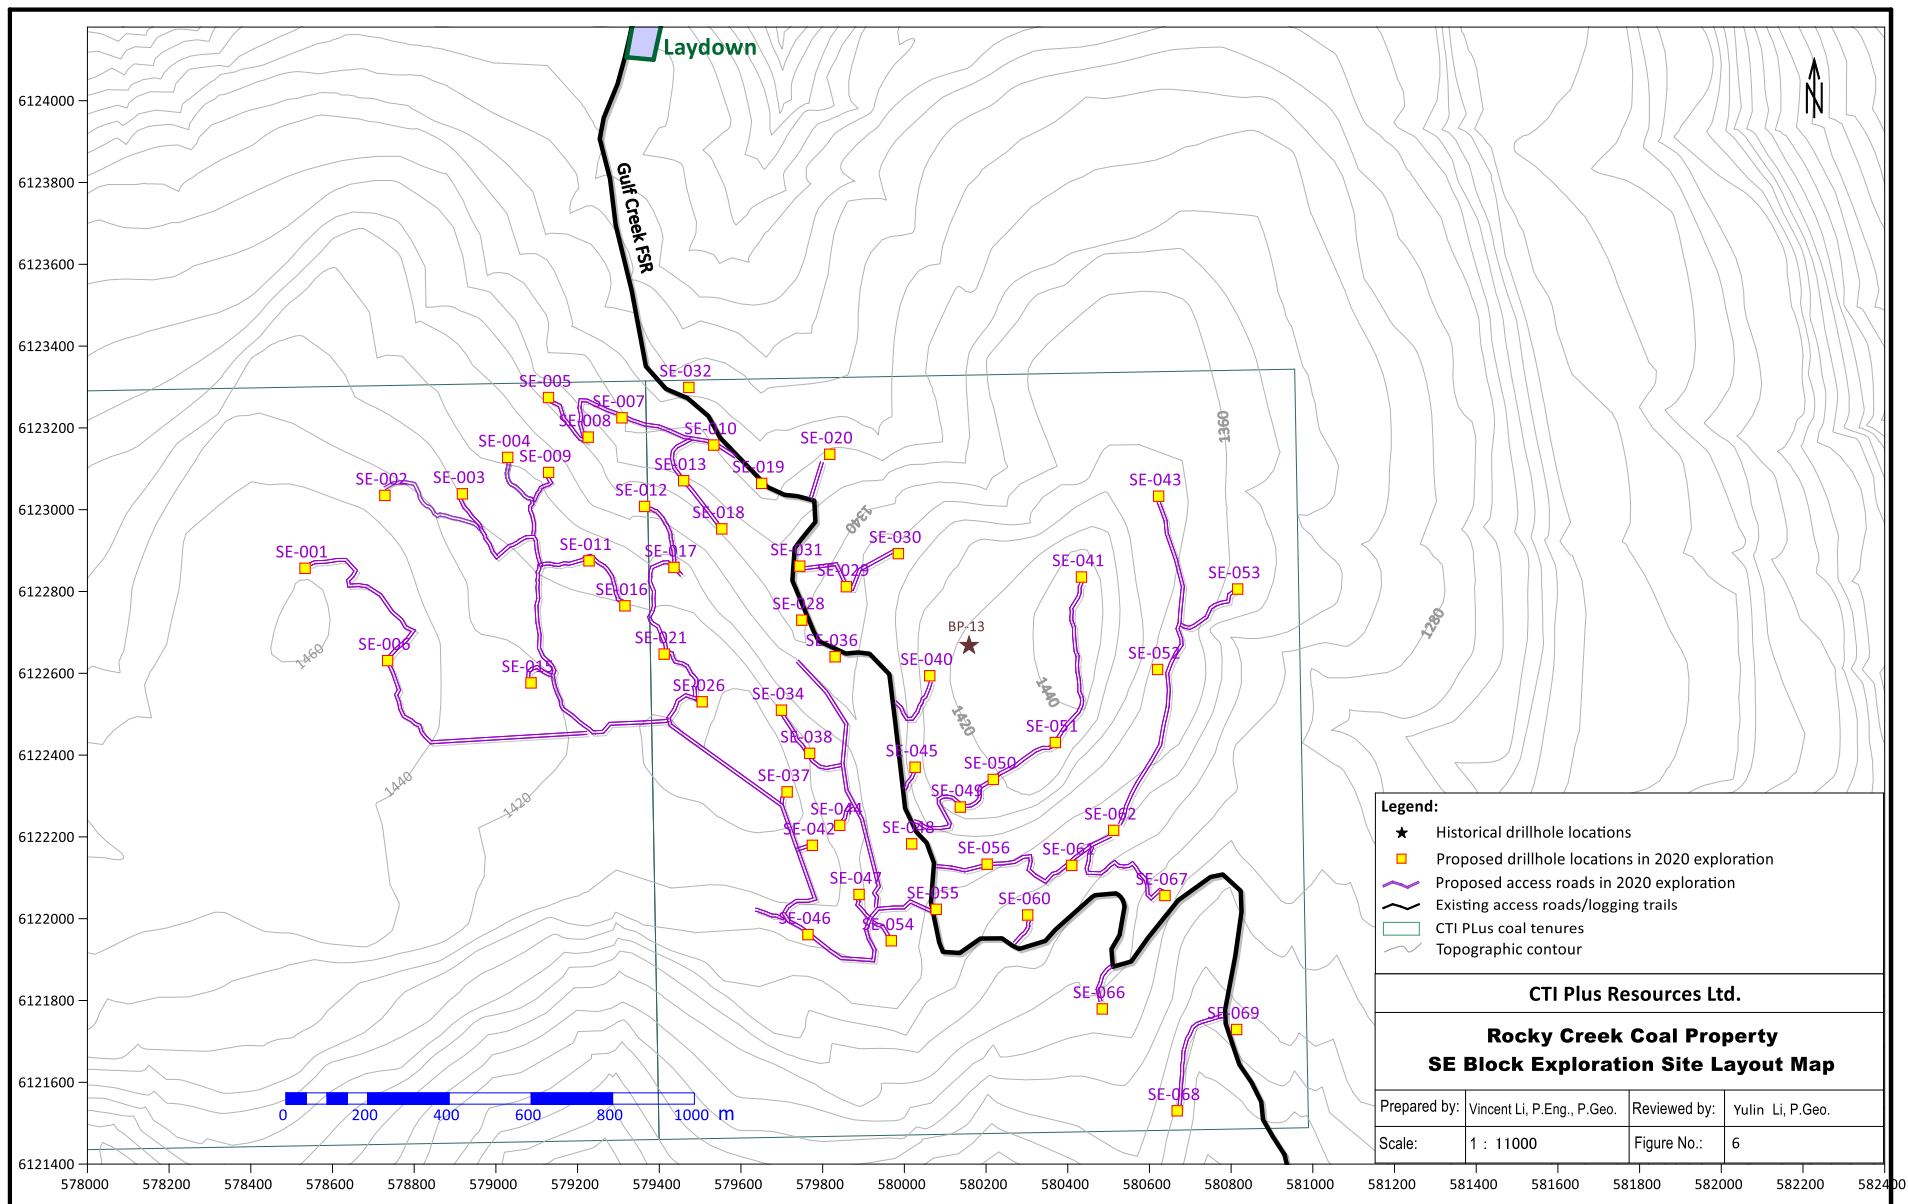 Laydown
6124000
6123800
Gulf Creek FSR
6123600
6123400
SE-032
SE-005
SE-007
1360
6123200
SE-008
SE-010
SE-020
SE-004
SE-009
SE-013
SE-019
SE-002
SE-003
SE-012
SE-043
6123000
SE-018
1340
SE-030
SE-011
SE-017
SE-031
SE-001
SE-029
SE-041
SE-053
6122800
SE-016
SE-028
BP-13
1280
SE-006
SE-021
SE-036
1460
SE-015
SE-040
SE-052
6122600
SE-026
1440
SE-034
1420
SE-051
SE-038
SE-045
6122400
1440
SE-037
SE-050
1420
SE-049
SE-044
SE-062
6122200
SE-042
SE-048
SE-056
SE-061
SE-047
SE-055
SE-067
SE-060
6122000
SE-046
SE-054
6121800
SE-066
SE-069
6121600
SE-068
0 200 400 600 800 1000 m
6121400
578000 578200 578400 578600 578800 579000 579200 579400 579600 579800 580000 580200 580400 580600 580800 581000 581200 581400 581600 581800 582000 582200 582400
N
Legend:
Historical drillhole locations
Proposed drillhole locations in 2020 exploration
Proposed access roads in 2020 exploration
Existing access roads/logging trails
CTI PLus coal tenures
Topographic contour
CTI Plus Resources Ltd.
Rocky Creek Coal Property
SE Block Exploration Site Layout Map
Prepared by: Vincent Li, P.Eng., P.Geo. Reviewed by: Yulin Li, P.Geo.
Scale: 1 : 11000 Figure No.: 6